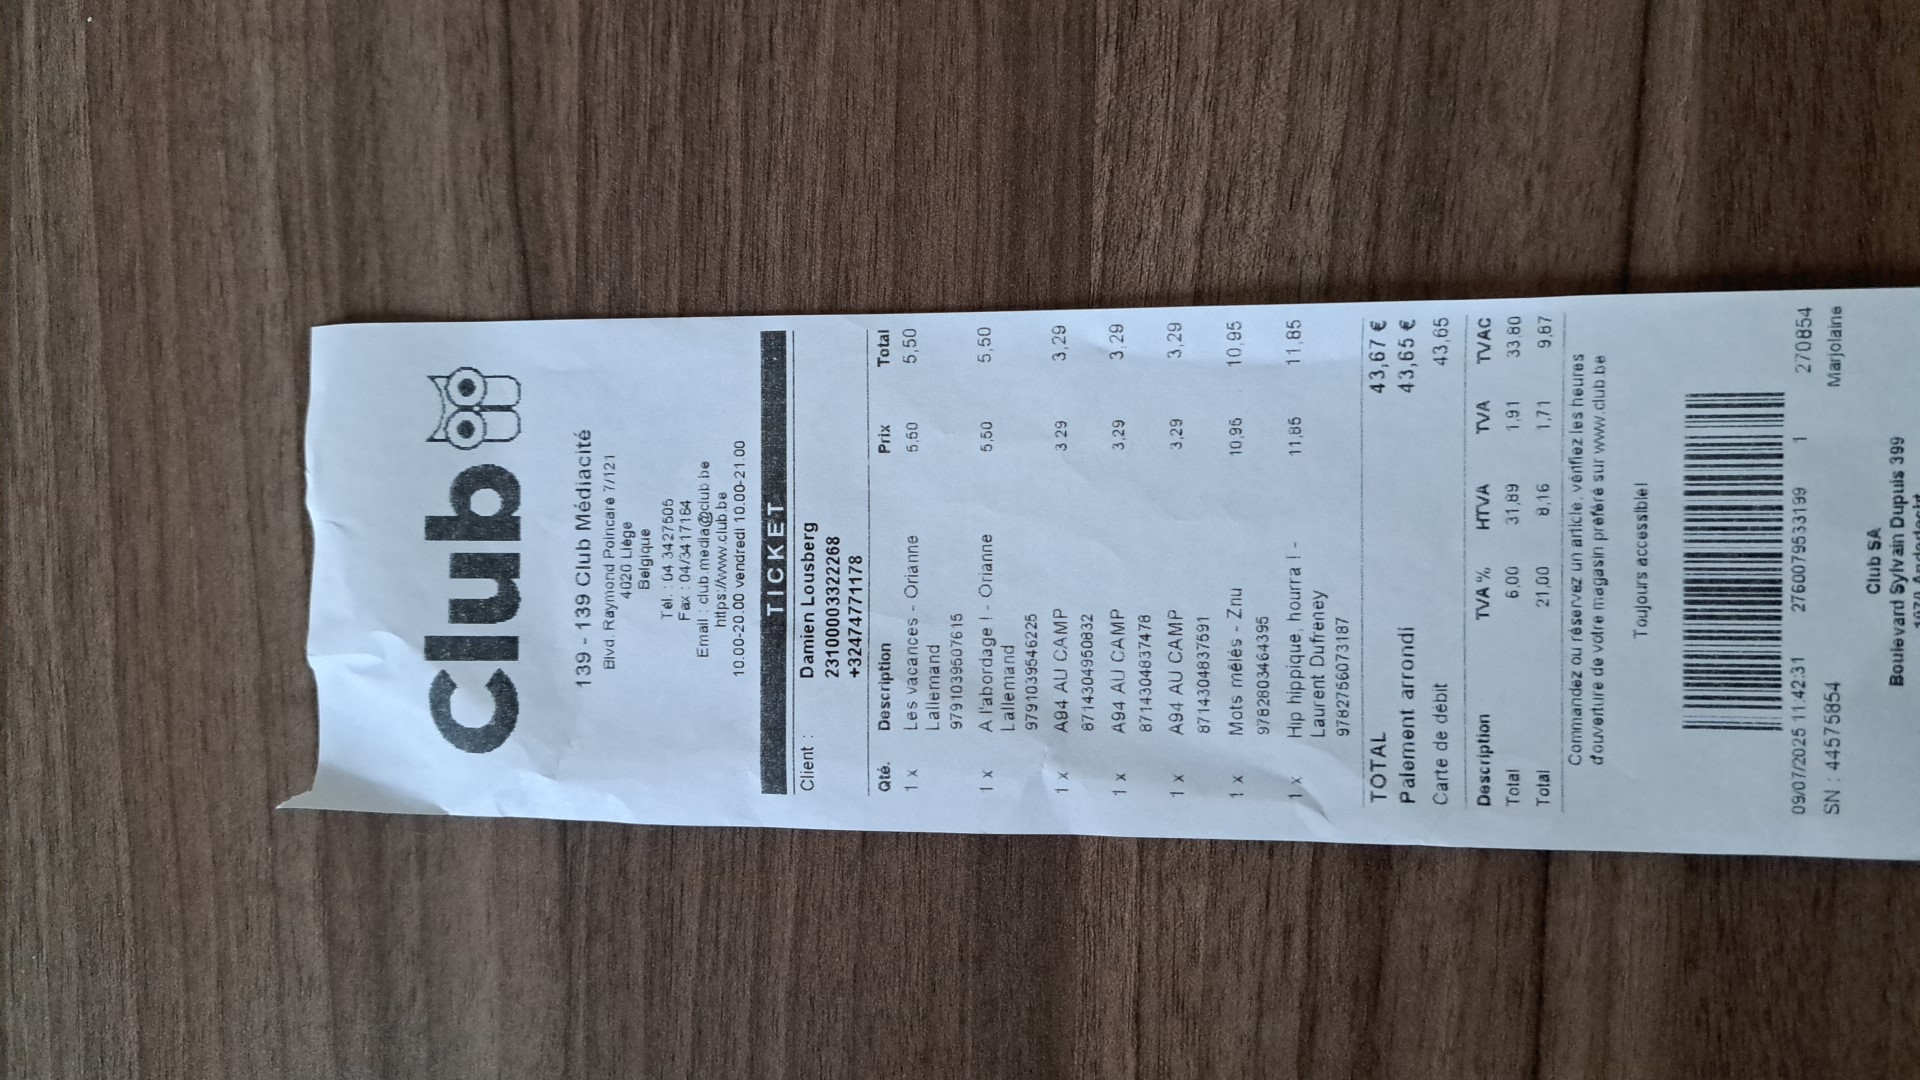 Club
139 - 139 Club Médiacité
Blvd. Raymond Poincaré 7/121
4020 Liège
Belgique
Tél. : 04 3427505
Fax : 04/3417164
Email : club.media@club.be
https://www.club.be
10.00-20.00 vendredi 10.00-21.00
TICKET
Client : Damien Lousberg
23100003322268
+32474771178
Qté. Description Prix Total
1 x Les vacances - Orianne 5,50 5,50
Lallemand
9791039507615
1 x A l'abordage ! - Orianne 5,50 5,50
Lallemand
9791039546225
1 x A94 AU CAMP 3,29 3,29
8714304950832
1 x A94 AU CAMP 3,29 3,29
8714304837478
1 x A94 AU CAMP 3,29 3,29
8714304837591
1 x Mots mêlés - Znu 10,95 10,95
9782803464395
1 x Hip hippique, hourra ! - 11,85 11,85
Laurent Dufreney
9782756073187
TOTAL 43,67 €
Paiement arrondi 43,65 €
Carte de débit 43,65
Description TVA % HTVA TVA TVAC
Total 6,00 31,89 1,91 33,80
Total 21,00 8,16 1,71 9,87
Commandez ou réservez un article, vérifiez les heures
d'ouverture de votre magasin préféré sur www.club.be
Toujours accessible!
09/07/2025 11:42:31 2760079533199 1 270854
SN : 44575854 Marjolaine
Club SA
Boulevard Sylvain Dupuis 399